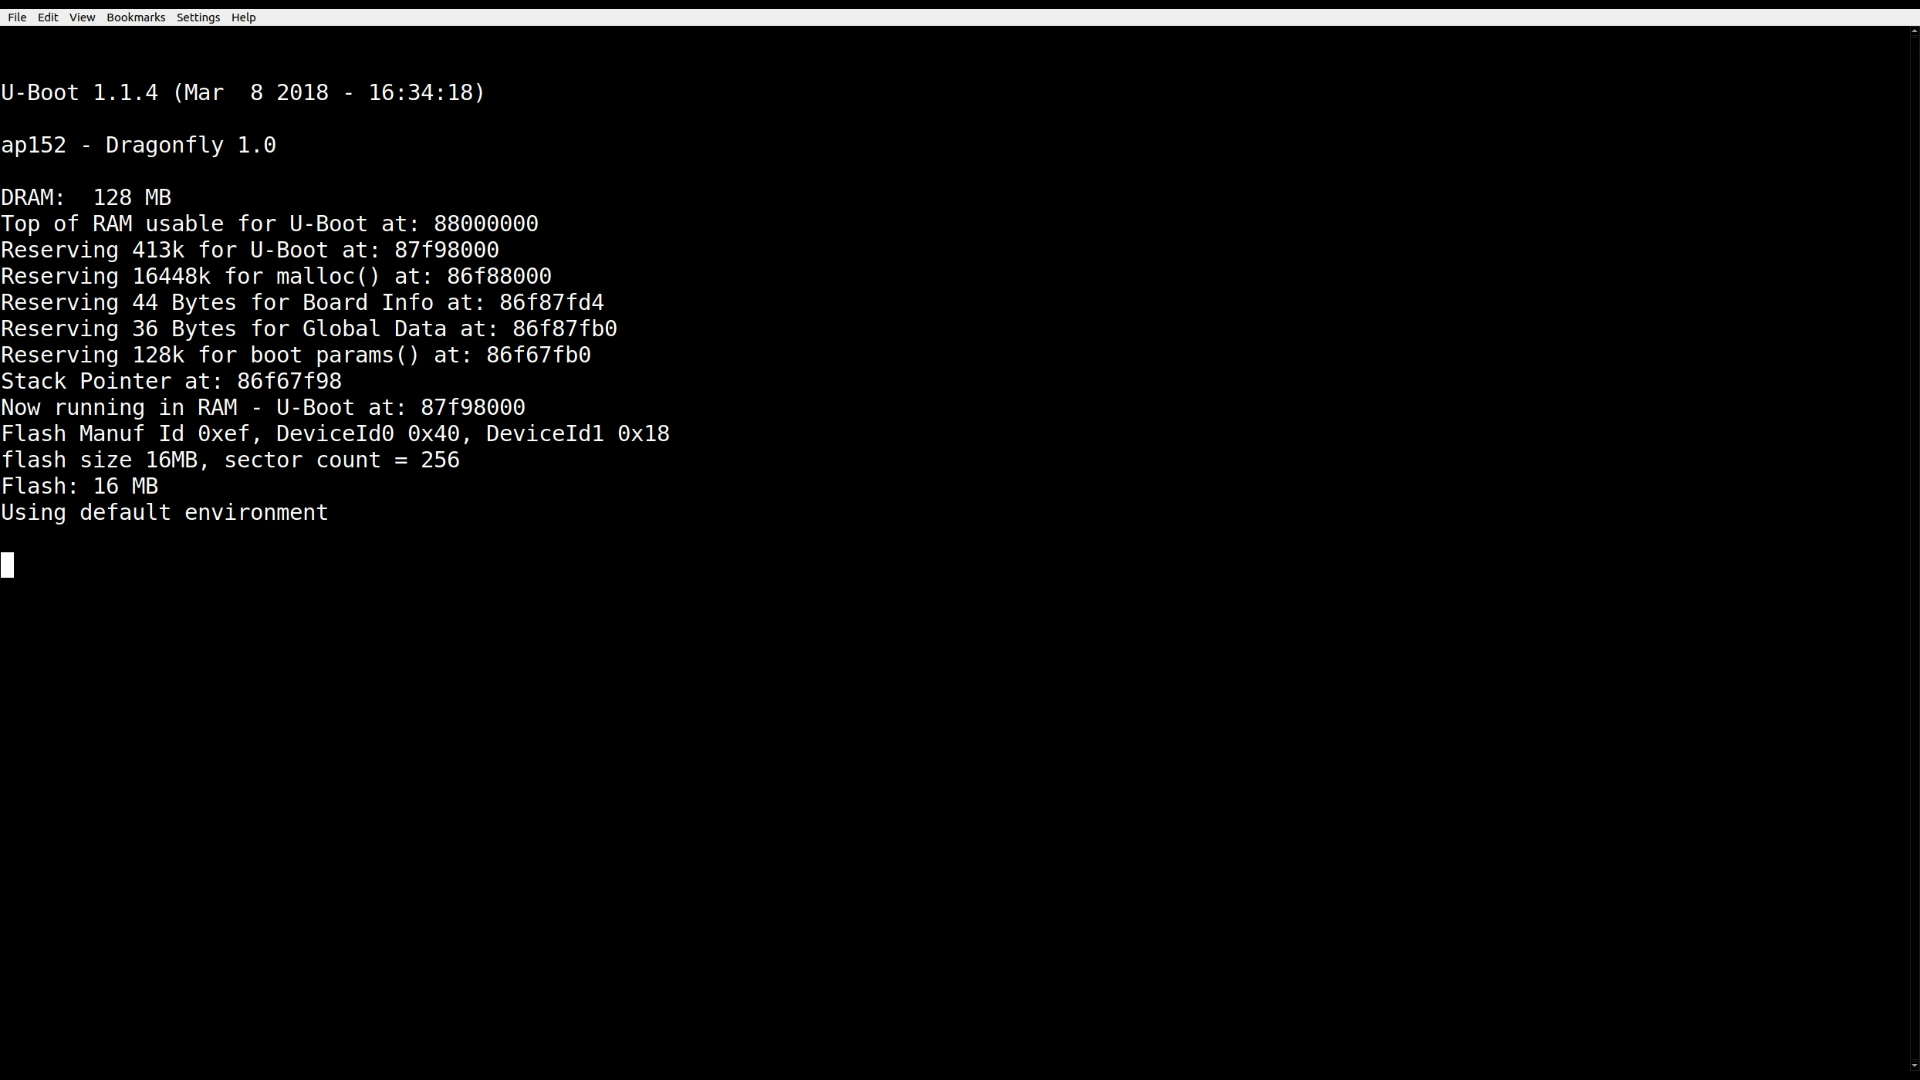 File Edit View Bookmarks Settings Help
U-Boot 1.1.4 (Mar  8 2018 - 16:34:18)
ap152 - Dragonfly 1.0
DRAM:  128 MB
Top of RAM usable for U-Boot at: 88000000
Reserving 413k for U-Boot at: 87f98000
Reserving 16448k for malloc() at: 86f88000
Reserving 44 Bytes for Board Info at: 86f87fd4
Reserving 36 Bytes for Global Data at: 86f87fb0
Reserving 128k for boot params() at: 86f67fb0
Stack Pointer at: 86f67f98
Now running in RAM - U-Boot at: 87f98000
Flash Manuf Id 0xef, DeviceId0 0x40, DeviceId1 0x18
flash size 16MB, sector count = 256
Flash: 16 MB
Using default environment